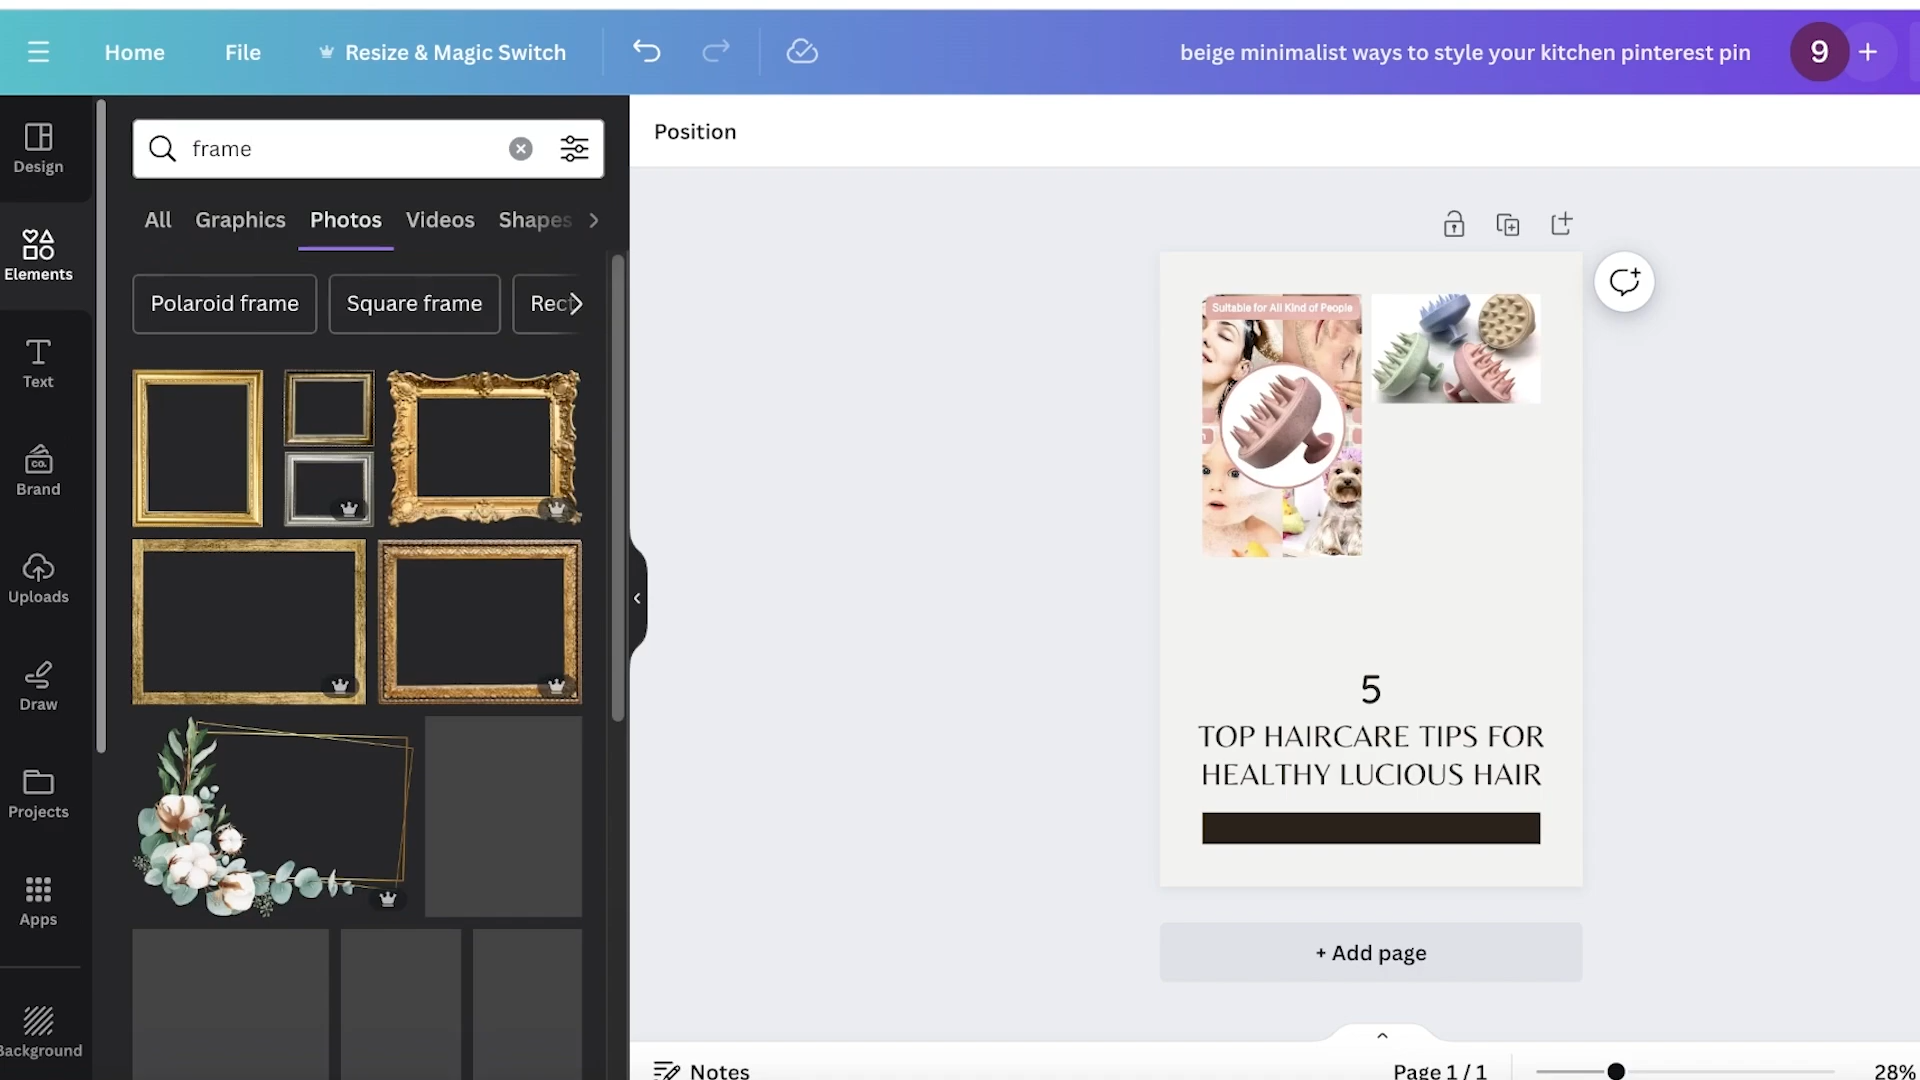 Home
File
Resize & Magic Switch
beige minimalist ways to style your kitchen pinterest pin
9
+
Design
Elements
Text
CO.
Brand
Uploads
Draw
Projects
Apps
Background
frame
All
Graphics
Photos
Videos
Shapes
Polaroid frame
Square frame
Rect
Position
Suitable for All Kind of People
5
TOP HAIRCARE TIPS FOR
HEALTHY LUCIOUS HAIR
+ Add page
Notes
Page 1 / 1
28%